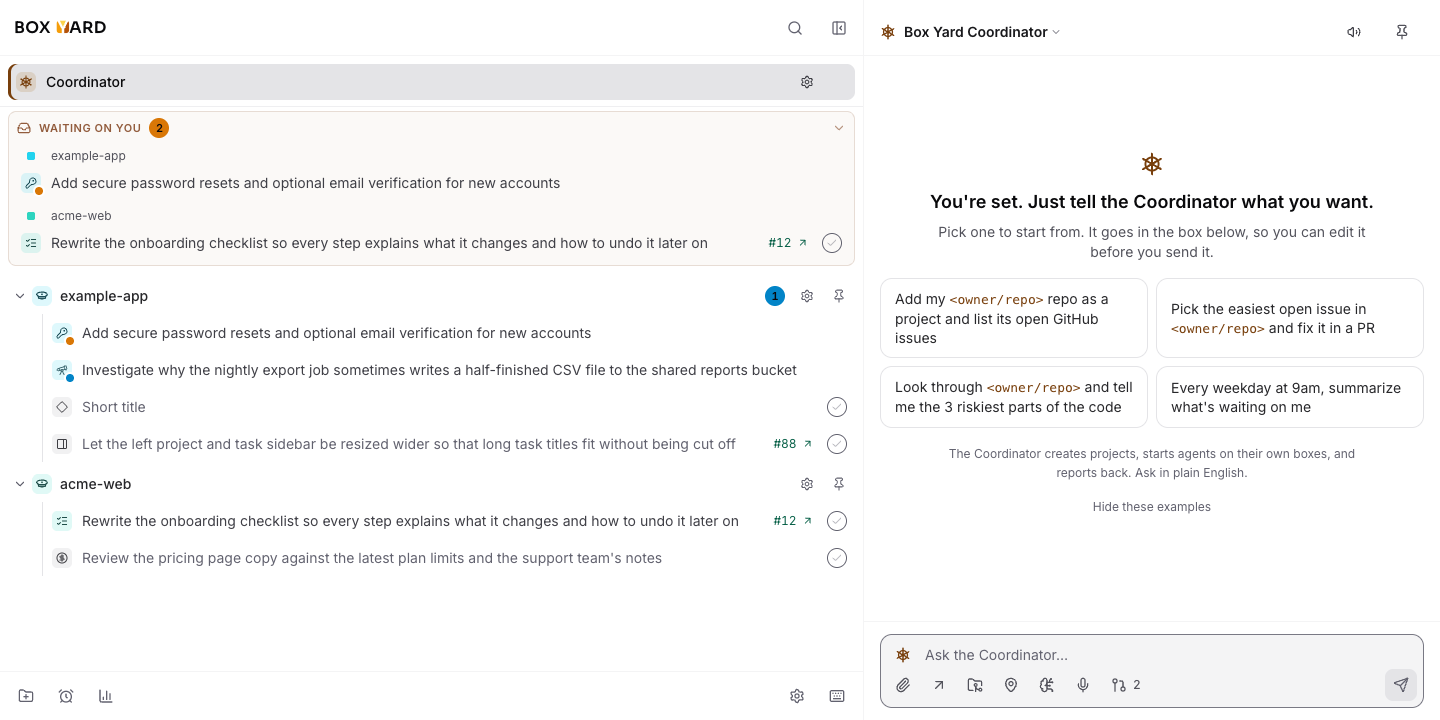 BOX YARD
Coordinator
WAITING ON YOU 2
example-app
Add secure password resets and optional email verification for new accounts
acme-web
Rewrite the onboarding checklist so every step explains what it changes and how to undo it later on #12
example-app 1
Add secure password resets and optional email verification for new accounts
Investigate why the nightly export job sometimes writes a half-finished CSV file to the shared reports bucket
Short title
Let the left project and task sidebar be resized wider so that long task titles fit without being cut off #88
acme-web
Rewrite the onboarding checklist so every step explains what it changes and how to undo it later on #12
Review the pricing page copy against the latest plan limits and the support team's notes
Box Yard Coordinator
You're set. Just tell the Coordinator what you want.
Pick one to start from. It goes in the box below, so you can edit it
before you send it.
Add my <owner/repo> repo as a
project and list its open GitHub
issues
Pick the easiest open issue in
<owner/repo> and fix it in a PR
Look through <owner/repo> and tell
me the 3 riskiest parts of the code
Every weekday at 9am, summarize
what's waiting on me
The Coordinator creates projects, starts agents on their own boxes, and
reports back. Ask in plain English.
Hide these examples
Ask the Coordinator...
2